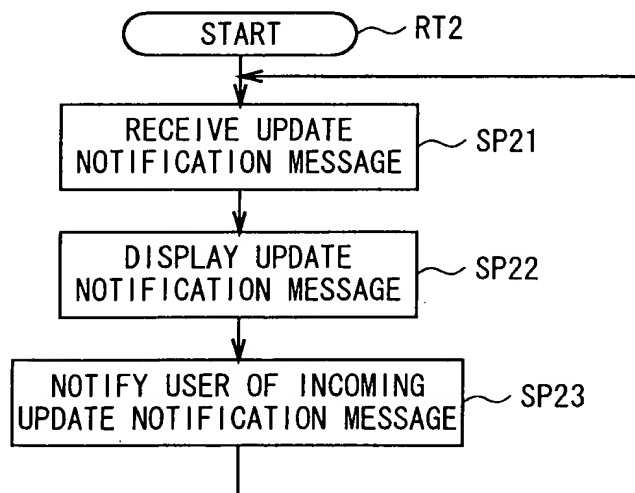 START
RT2
RECEIVE UPDATE
NOTIFICATION MESSAGE
SP21
DISPLAY UPDATE
NOTIFICATION MESSAGE
SP22
NOTIFY USER OF INCOMING
UPDATE NOTIFICATION MESSAGE
SP23